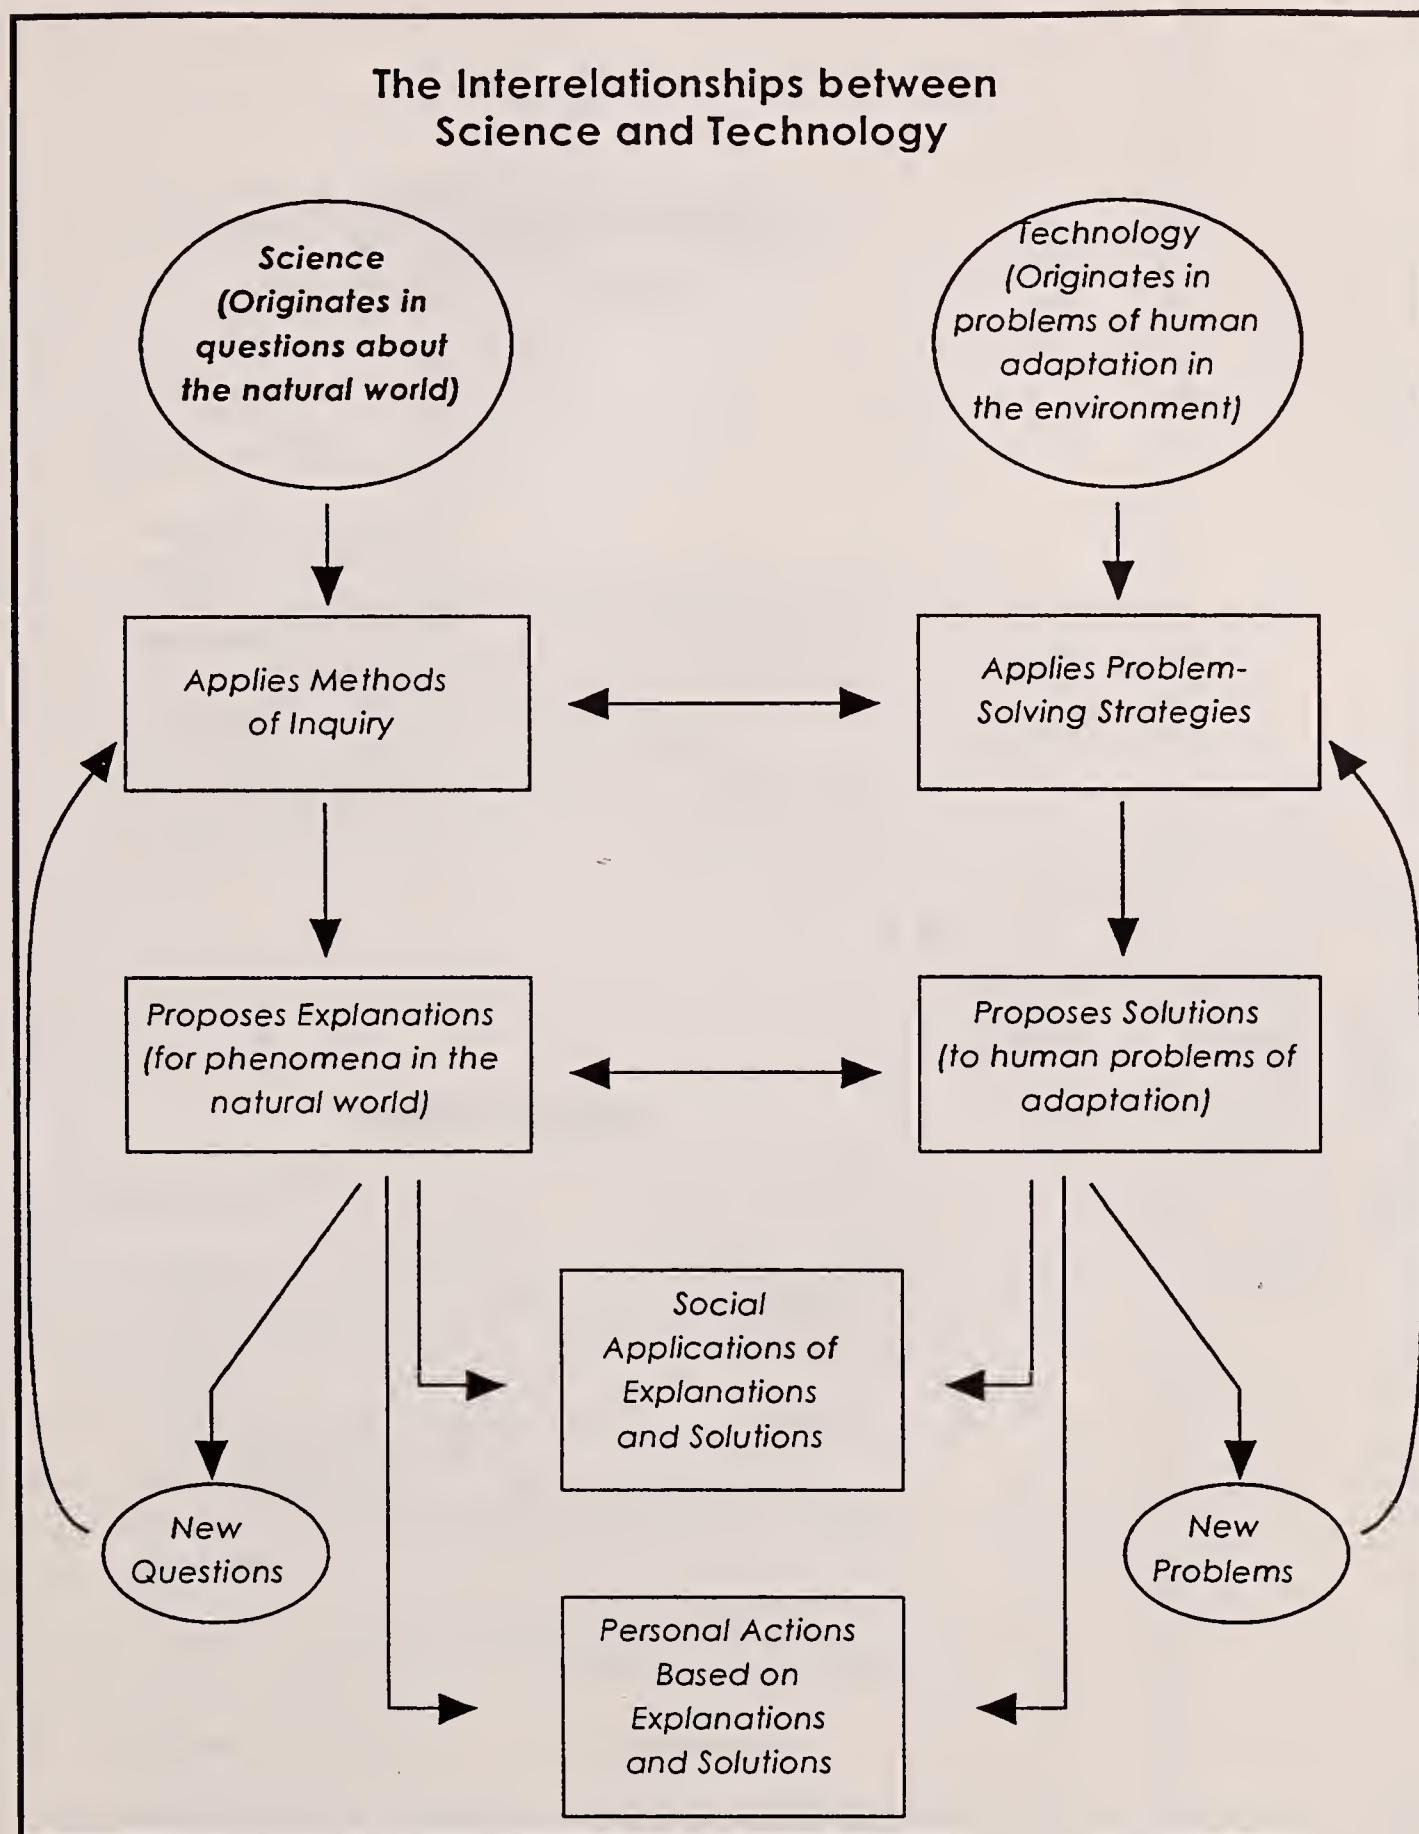 The Interrelationships between
Science and Technology
Science
(Originates in
questions about
the natural world)
Technology
(Originates in
problems of human
adaptation in
the environment)
Applies Methods
of Inquiry
Applies Problem-
Solving Strategies
Proposes Explanations
(for phenomena in the
natural world)
Proposes Solutions
(to human problems of
adaptation)
Social
Applications of
Explanations
and Solutions
New
Questions
New
Problems
Personal Actions
Based on
Explanations
and Solutions